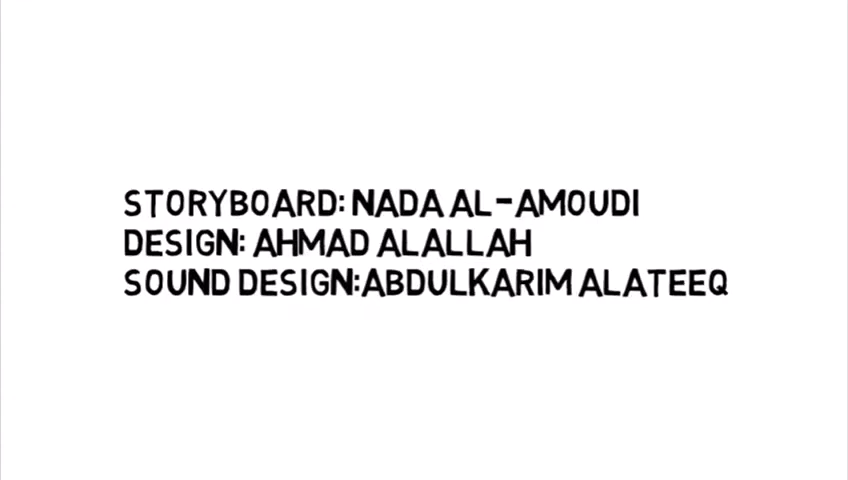 STORYBOARD: NADA AL-AMOUDI
DESIGN: AHMAD ALALLAH
SOUND DESIGN:ABDULKARIM ALATEEQ